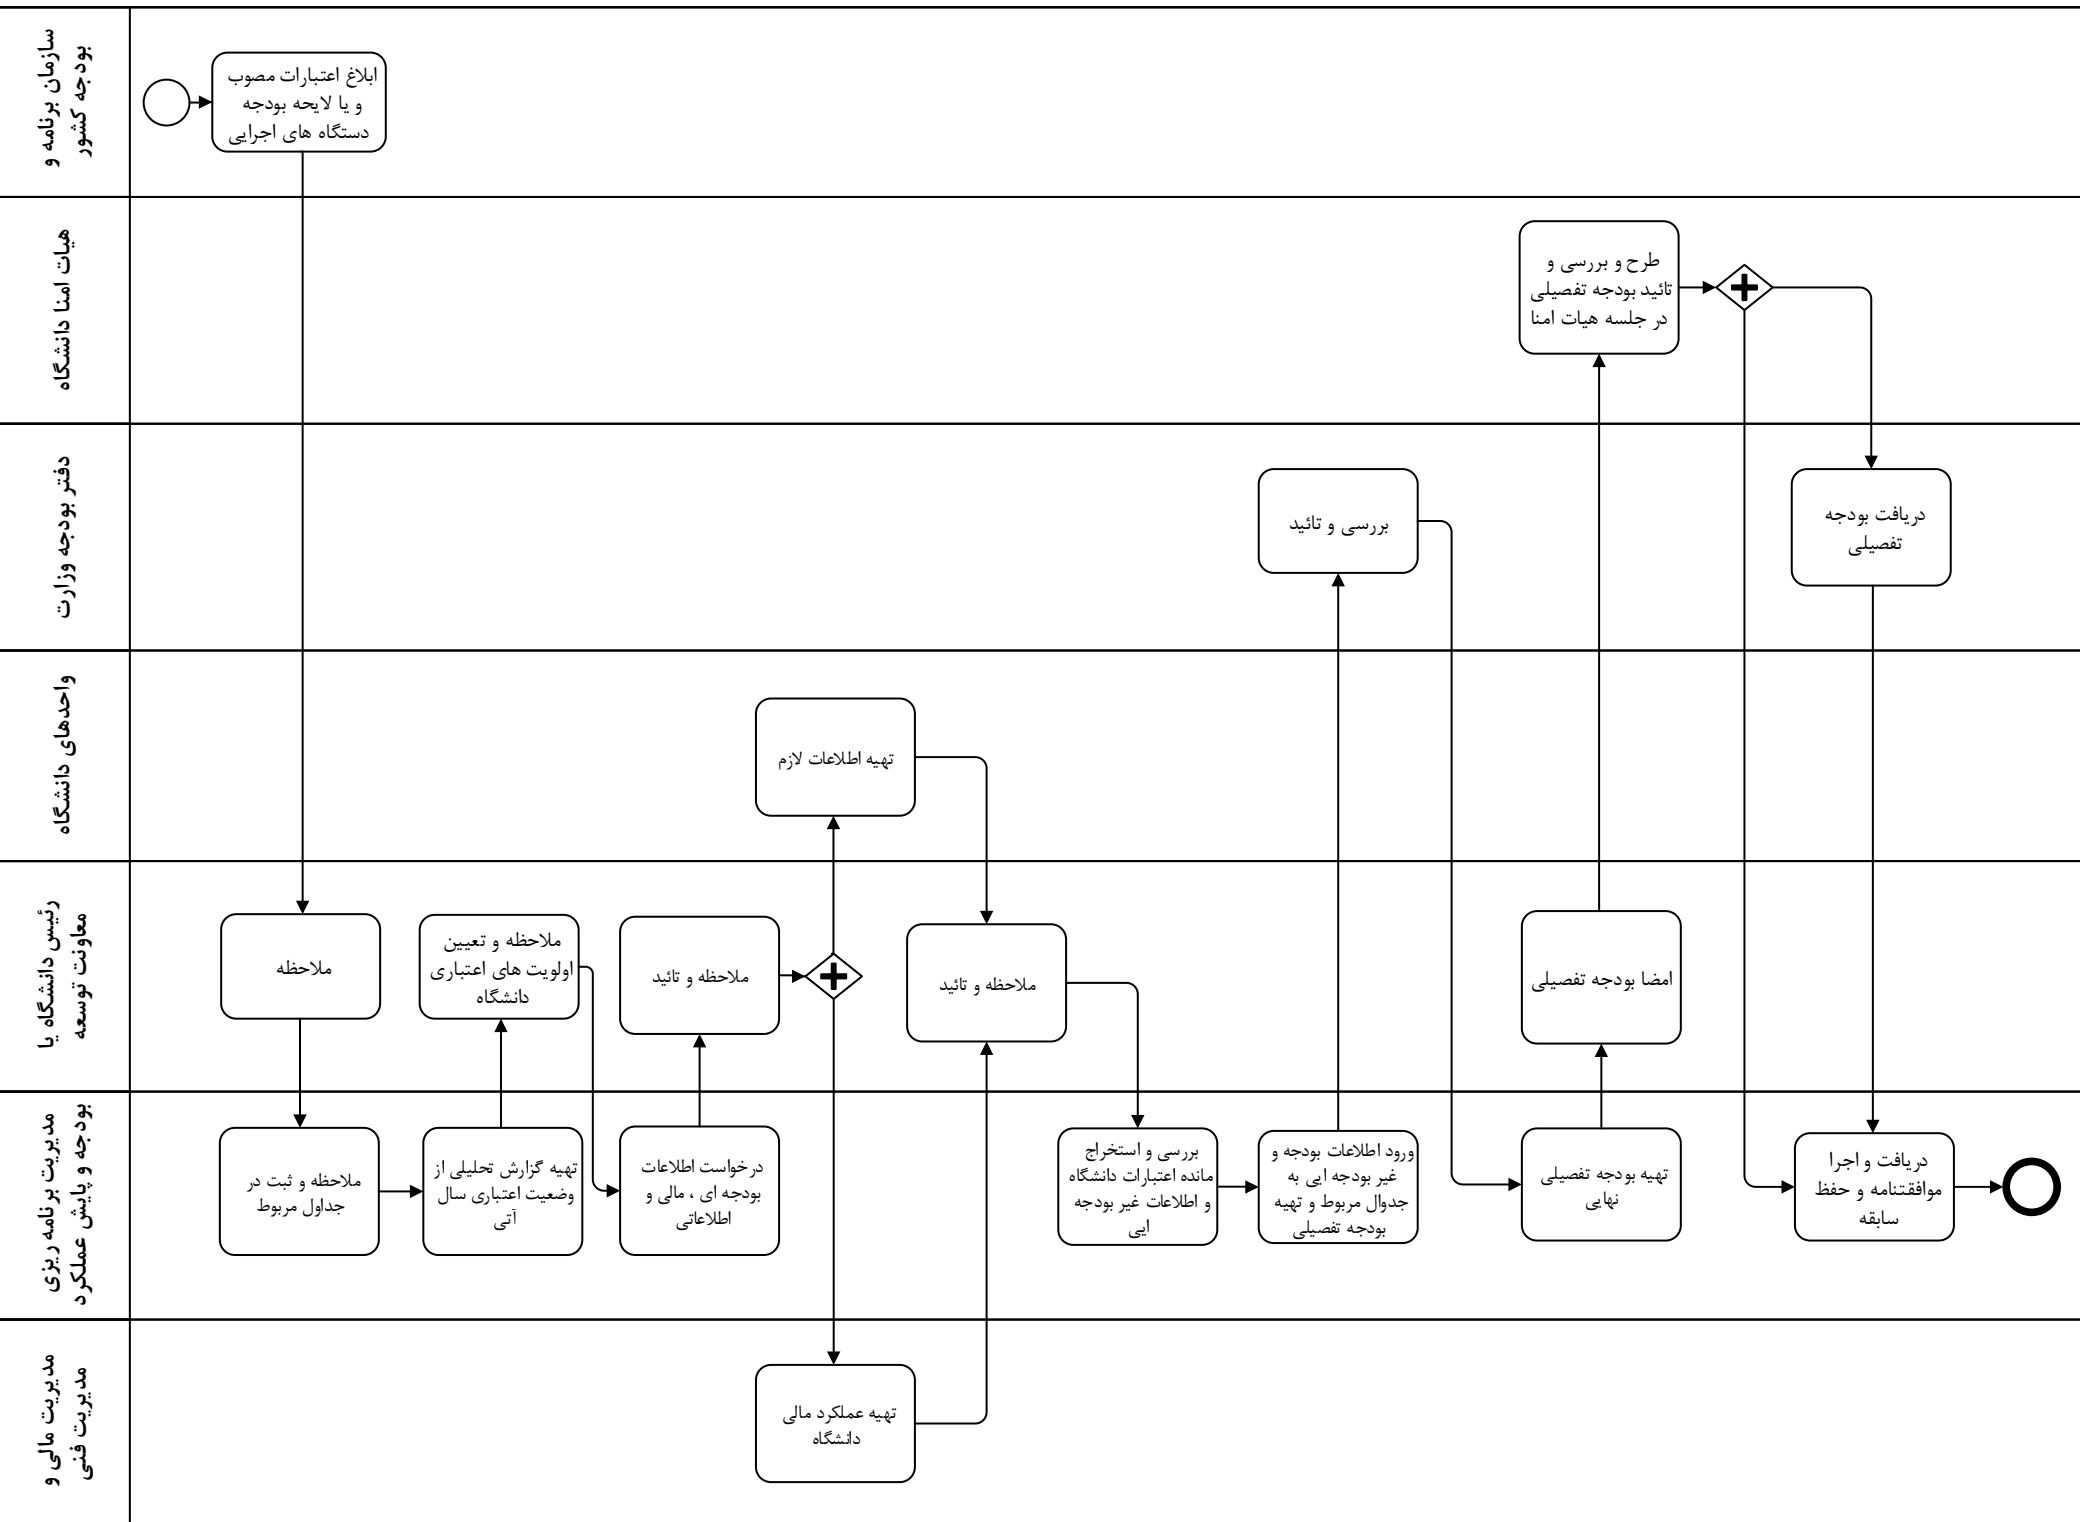 سازمان برنامه و
بودجه کشور
ابلاغ اعتبارات مصوب
و یا لایحه بودجه
دستگاه های اجرایی
هیات امنا دانشگاه
طرح و بررسی و
تائید بودجه تفصیلی
در جلسه هیات امنا
دفتر بودجه وزارت
بررسی و تائید
دریافت بودجه
تفصیلی
واحدهای دانشگاه
تهیه اطلاعات لازم
رئیس دانشگاه یا
معاونت توسعه
ملاحظه
ملاحظه و تعیین
اولویت های اعتباری
دانشگاه
ملاحظه و تائید
ملاحظه و تائید
امضا بودجه تفصیلی
مدیریت برنامه ریزی
بودجه و پایش عملکرد
ملاحظه و ثبت در
جداول مربوط
تهیه گزارش تحلیلی از
وضعیت اعتباری سال
آتی
درخواست اطلاعات
بودجه ای ، مالی و
اطلاعاتی
بررسی و استخراج
مانده اعتبارات دانشگاه
و اطلاعات غیر بودجه
ایی
ورود اطلاعات بودجه و
غیر بودجه ایی به
جدوال مربوط و تهیه
بودجه تفصیلی
تهیه بودجه تفصیلی
نهایی
دریافت و اجرا
موافقتنامه و حفظ
سابقه
مدیریت مالی و
مدیریت فنی
تهیه عملکرد مالی
دانشگاه